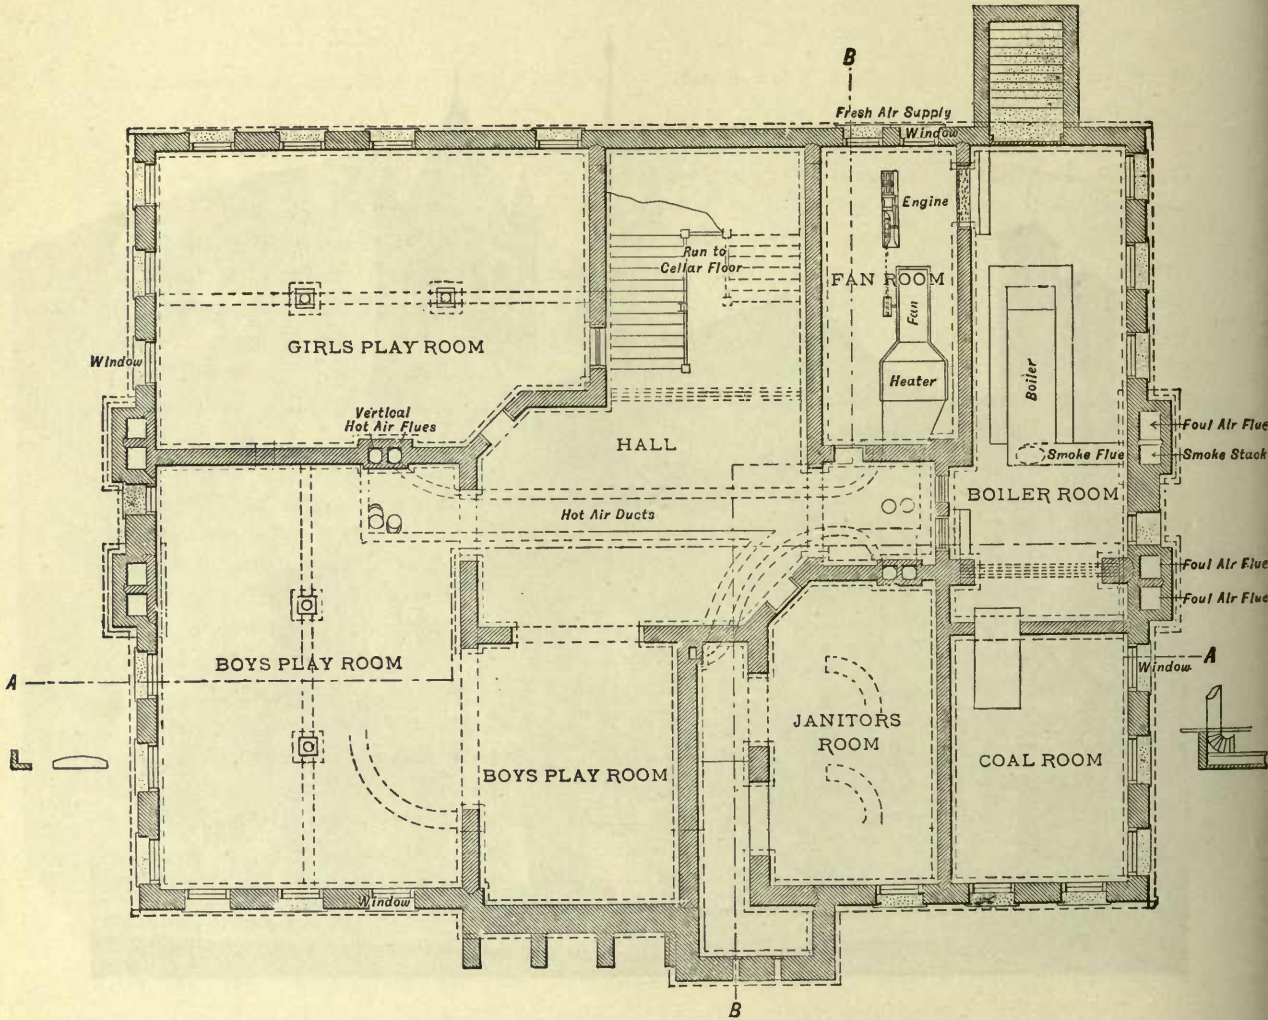 B
Fresh Air Supply
Window
Engine
Run to
Cellar Floor
FAN ROOM
Fan
GIRLS PLAY ROOM
Window
Heater
Boiler
Vertical
Hot Air Flues
HALL
Foul Air Flue
Smoke Flue
Smoke Stack
BOILER ROOM
Hot Air Ducts
Foul Air Flue
Foul Air Flue
BOYS PLAY ROOM
A
Window
A
JANITORS
ROOM
BOYS PLAY ROOM
COAL ROOM
Window
B